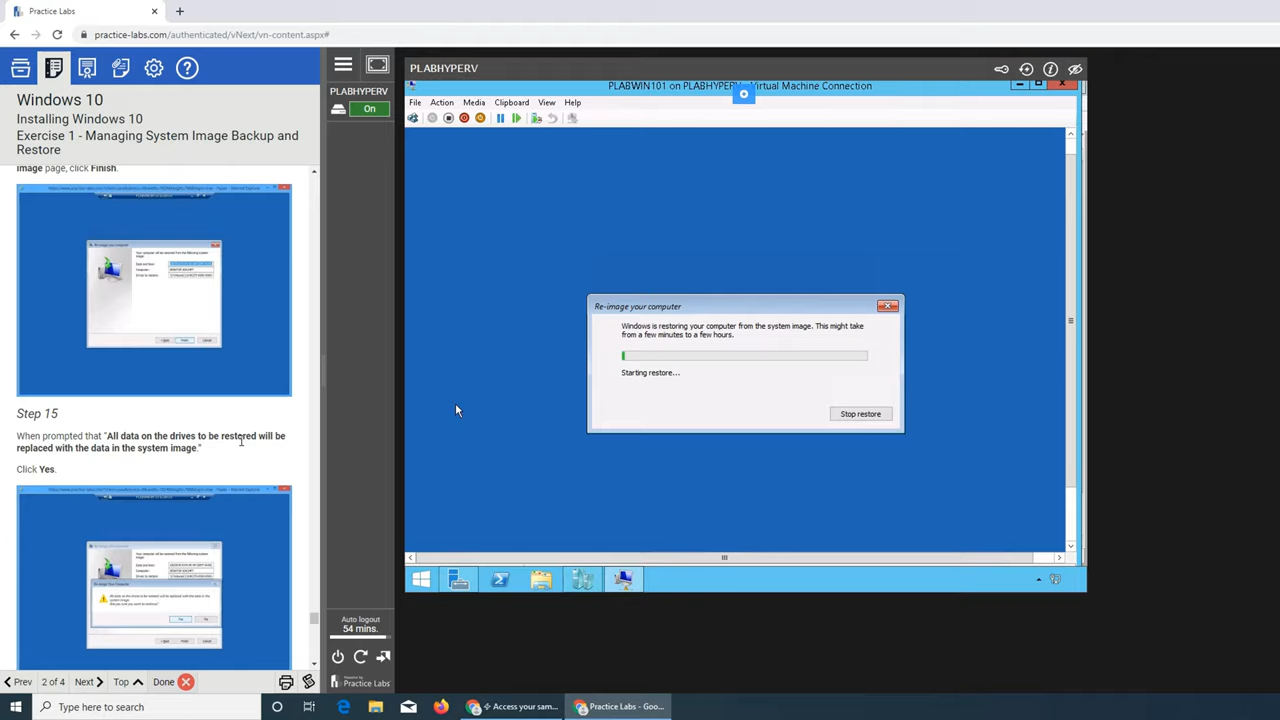 Practice Labs
practice-labs.com/authenticated/vNext/vn-content.aspx#
Windows 10
Installing Windows 10
Exercise 1 - Managing System Image Backup and
Restore
image page, click Finish.
Step 15
When prompted that "All data on the drives to be restored will be
replaced with the data in the system image."
Click Yes.
Prev 2 of 4 Next Top Done
PLABHYPERV
On
Auto logout
54 mins.
Practice Labs
PLABHYPERV
PLABWIN101 on PLABHYPERV - Virtual Machine Connection
File Action Media Clipboard View Help
Re-image your computer
Windows is restoring your computer from the system image. This might take
from a few minutes to a few hours.
Starting restore...
Stop restore
Type here to search
Access your sam...
Practice Labs - Goo...